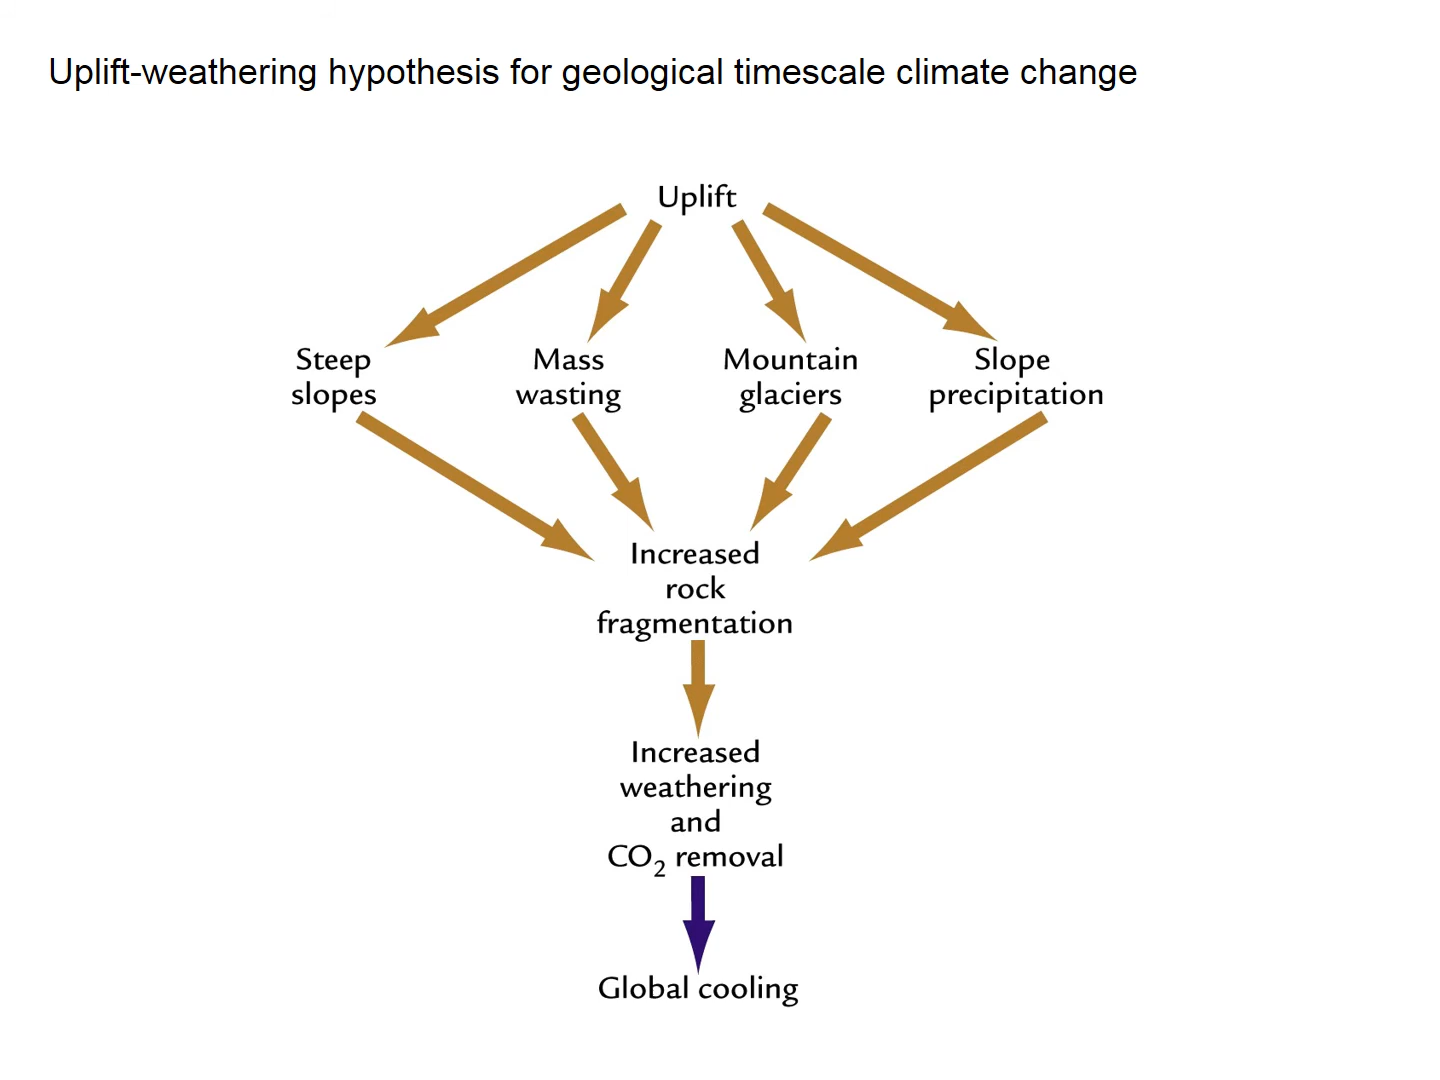 Uplift-weathering hypothesis for geological timescale climate change
Uplift
Steep
slopes
Mass
wasting
Mountain
glaciers
Slope
precipitation
Increased
rock
fragmentation
Increased
weathering
and
CO₂ removal
Global cooling